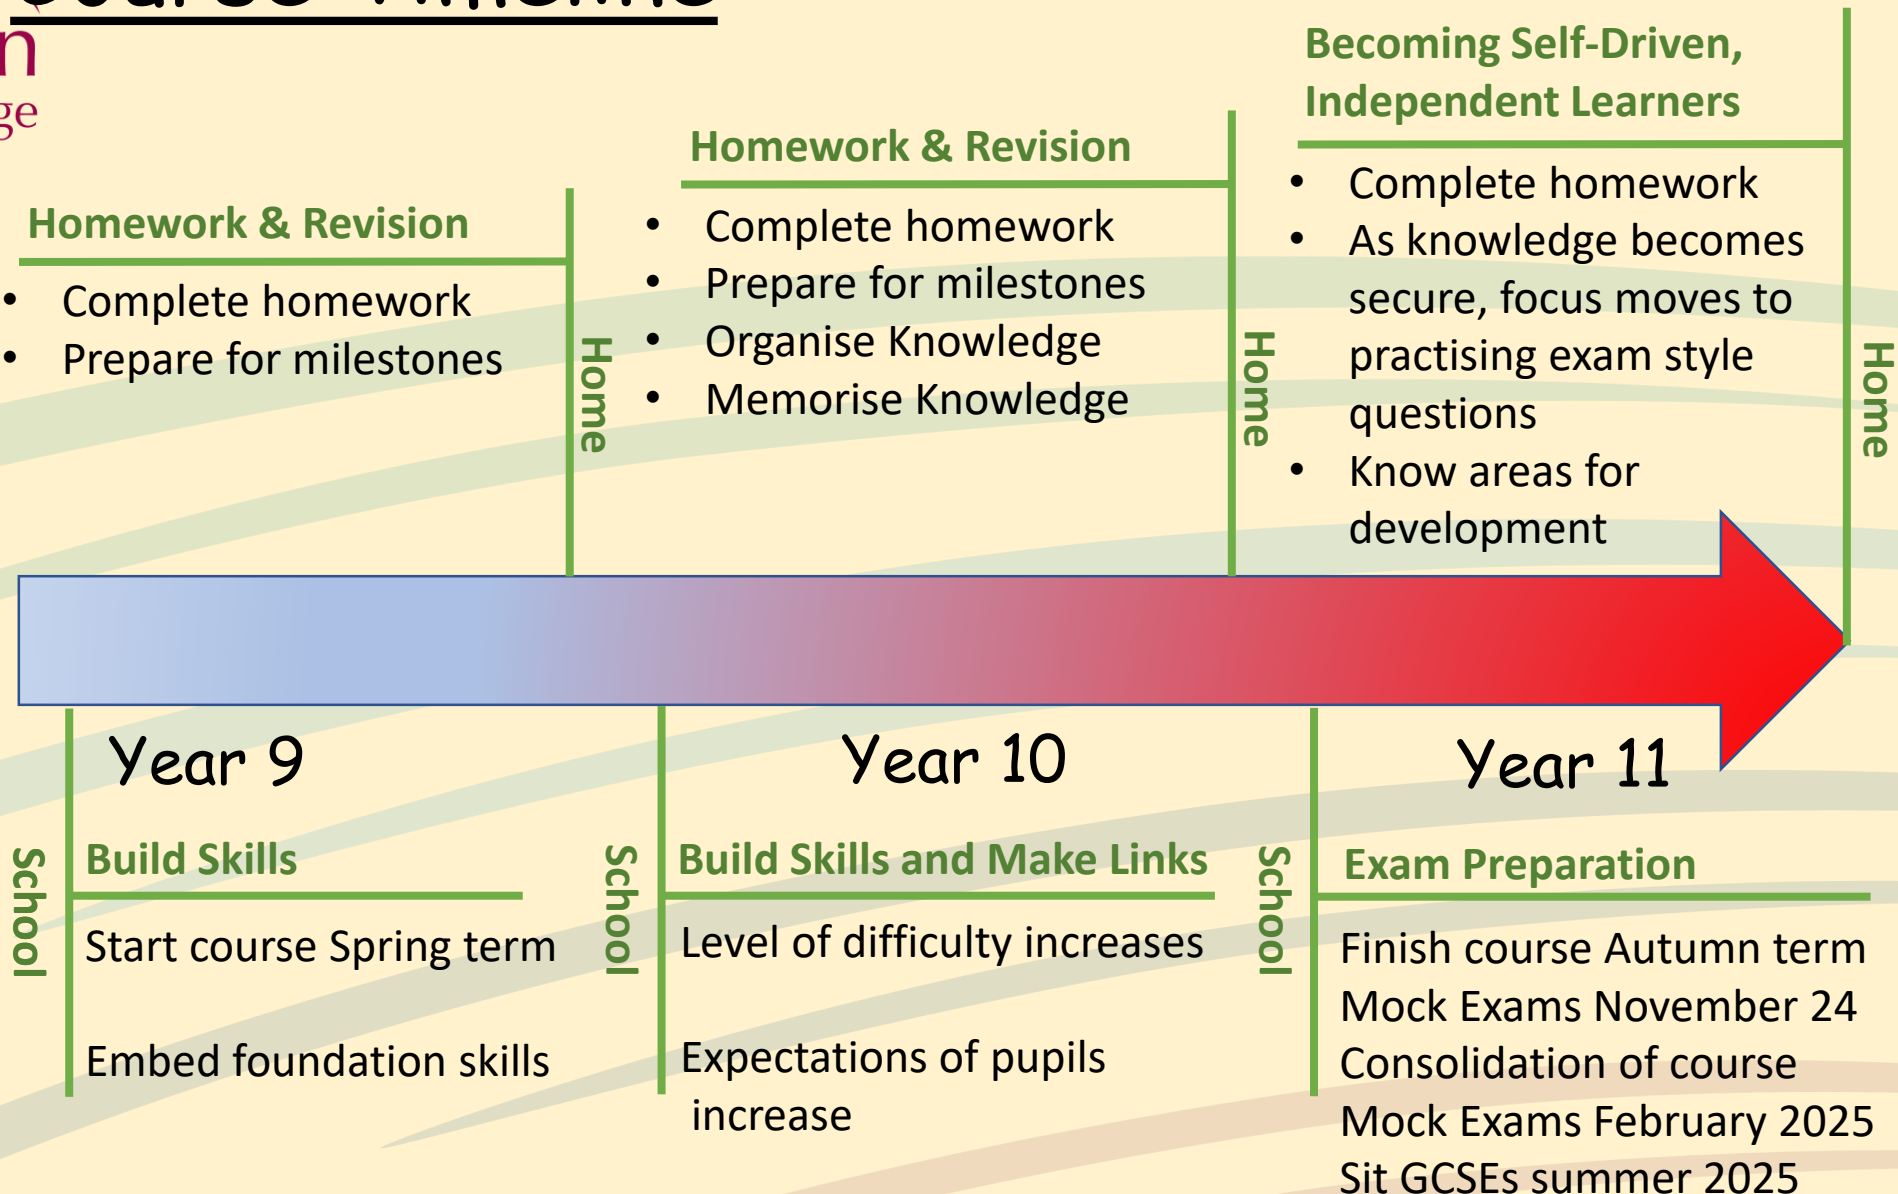 Course Timeline
n
ge
Homework & Revision
• Complete homework
• Prepare for milestones
Home
Homework & Revision
• Complete homework
• Prepare for milestones
• Organise Knowledge
• Memorise Knowledge
Home
Becoming Self-Driven,
Independent Learners
• Complete homework
• As knowledge becomes
secure, focus moves to
practising exam style
questions
• Know areas for
development
Home
Year 9
School
Build Skills
Start course Spring term
Embed foundation skills
Year 10
School
Build Skills and Make Links
Level of difficulty increases
Expectations of pupils
increase
Year 11
School
Exam Preparation
Finish course Autumn term
Mock Exams November 24
Consolidation of course
Mock Exams February 2025
Sit GCSEs summer 2025